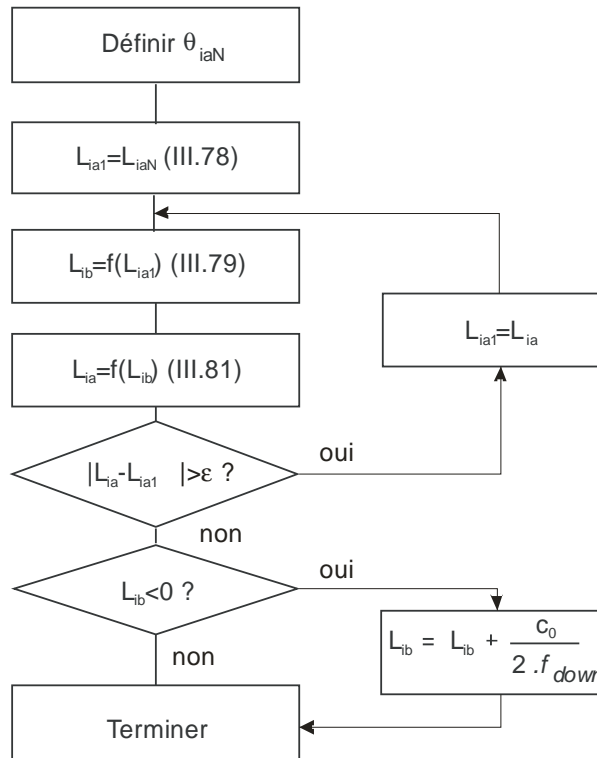 Définir θiaN
Lia1=LiaN (III.78)
Lib=f(Lia1) (III.79)
Lia1=Lia
Lia=f(Lib) (III.81)
oui
|Lia-Lia1 |>ε ?
non
oui
Lib<0 ?
Lib = Lib + c0 / 2 .fdown
non
Terminer